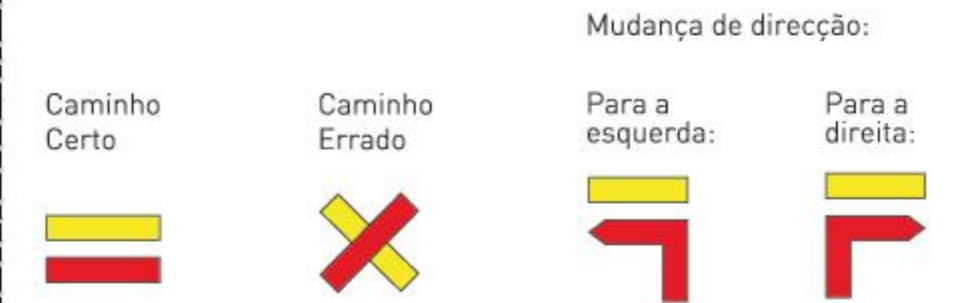 Mudança de direcção:
Caminho
Certo
Caminho
Errado
Para a
esquerda:
Para a
direita: